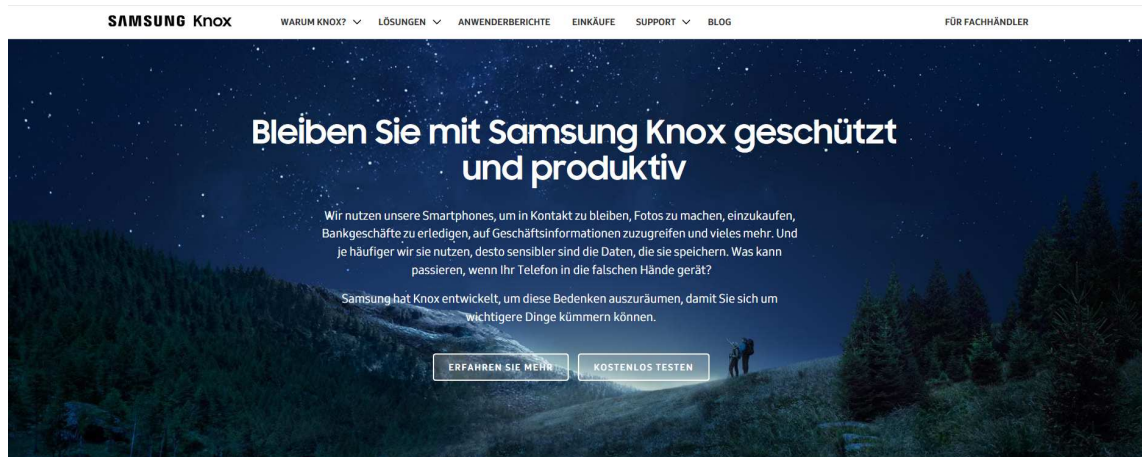 SAMSUNG Knox WARUM KNOX? LÖSUNGEN ANWENDERBERICHTE EINKÄUFE SUPPORT BLOG FÜR FACHHÄNDLER
Bleiben Sie mit Samsung Knox geschützt
und produktiv
Wir nutzen unsere Smartphones, um in Kontakt zu bleiben, Fotos zu machen, einzukaufen,
Bankgeschäfte zu erledigen, auf Geschäftsinformationen zuzugreifen und vieles mehr. Und
je häufiger wir sie nutzen, desto sensibler sind die Daten, die sie speichern. Was kann
passieren, wenn Ihr Telefon in die falschen Hände gerät?
Samsung hat Knox entwickelt, um diese Bedenken auszuräumen, damit Sie sich um
wichtigere Dinge kümmern können.
ERFAHREN SIE MEHR KOSTENLOS TESTEN